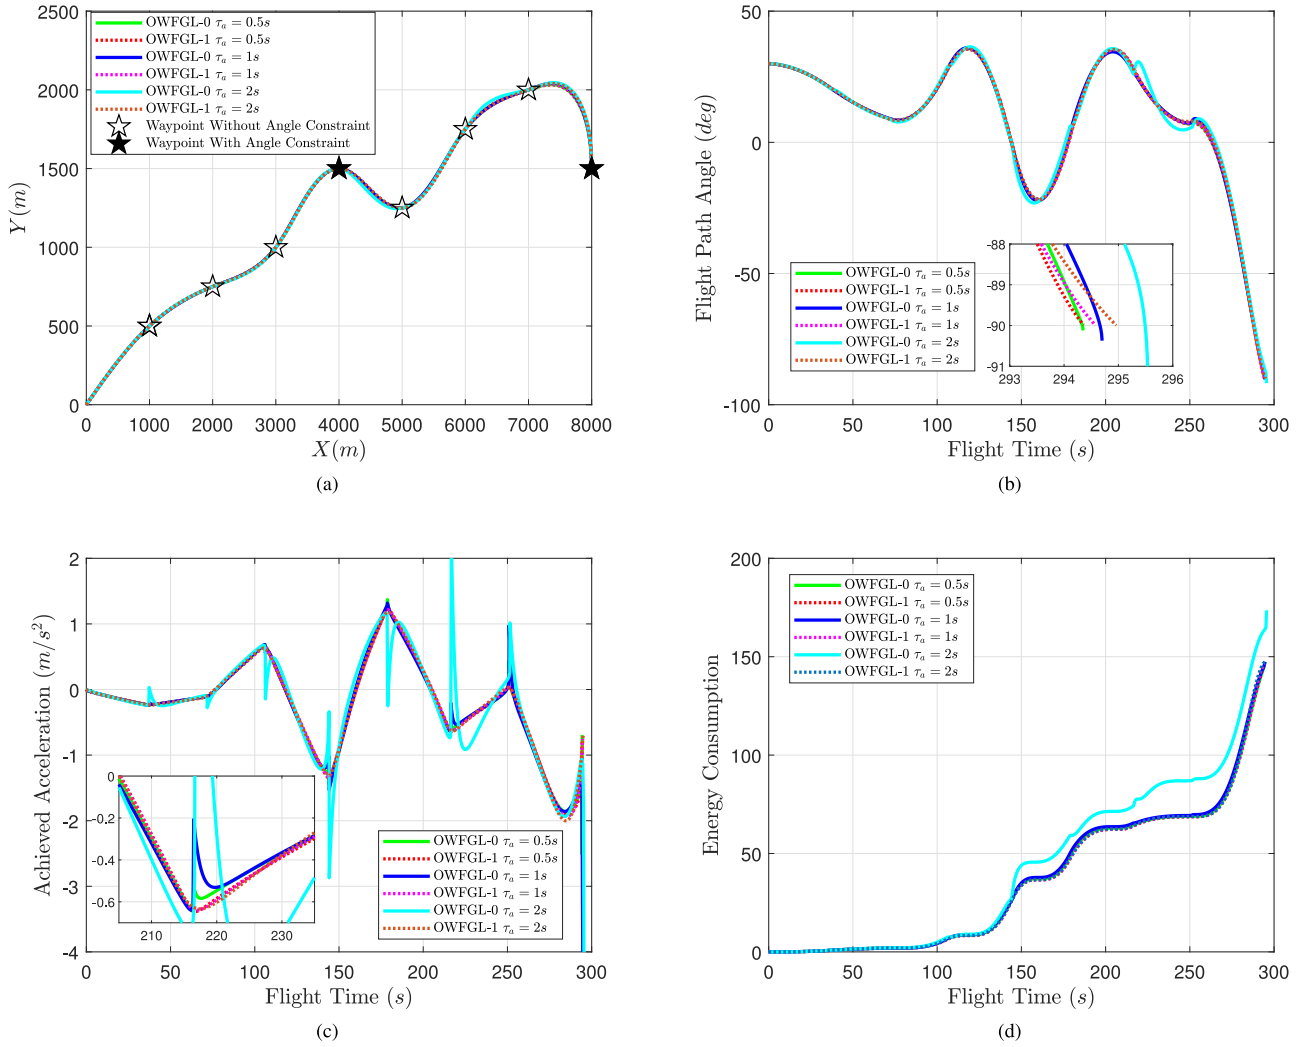 OWFGL-0 τa = 0.5s
OWFGL-1 τa = 0.5s
OWFGL-0 τa = 1s
OWFGL-1 τa = 1s
OWFGL-0 τa = 2s
OWFGL-1 τa = 2s
Waypoint Without Angle Constraint
Waypoint With Angle Constraint
2500
2000
1500
1000
500
0
Y(m)
0 1000 2000 3000 4000 5000 6000 7000 8000
X(m)
(a)
50
0
-50
-100
Flight Path Angle (deg)
OWFGL-0 τa = 0.5s
OWFGL-1 τa = 0.5s
OWFGL-0 τa = 1s
OWFGL-1 τa = 1s
OWFGL-0 τa = 2s
OWFGL-1 τa = 2s
-88
-89
-90
-91
293 294 295 296
0 50 100 150 200 250 300
Flight Time (s)
(b)
2
1
0
-1
-2
-3
-4
Achieved Acceleration (m/s²)
0
-0.2
-0.4
-0.6
210 220 230
OWFGL-0 τa = 0.5s
OWFGL-1 τa = 0.5s
OWFGL-0 τa = 1s
OWFGL-1 τa = 1s
OWFGL-0 τa = 2s
OWFGL-1 τa = 2s
0 50 100 150 200 250 300
Flight Time (s)
(c)
200
150
100
50
0
Energy Consumption
OWFGL-0 τa = 0.5s
OWFGL-1 τa = 0.5s
OWFGL-0 τa = 1s
OWFGL-1 τa = 1s
OWFGL-0 τa = 2s
OWFGL-1 τa = 2s
0 50 100 150 200 250 300
Flight Time (s)
(d)